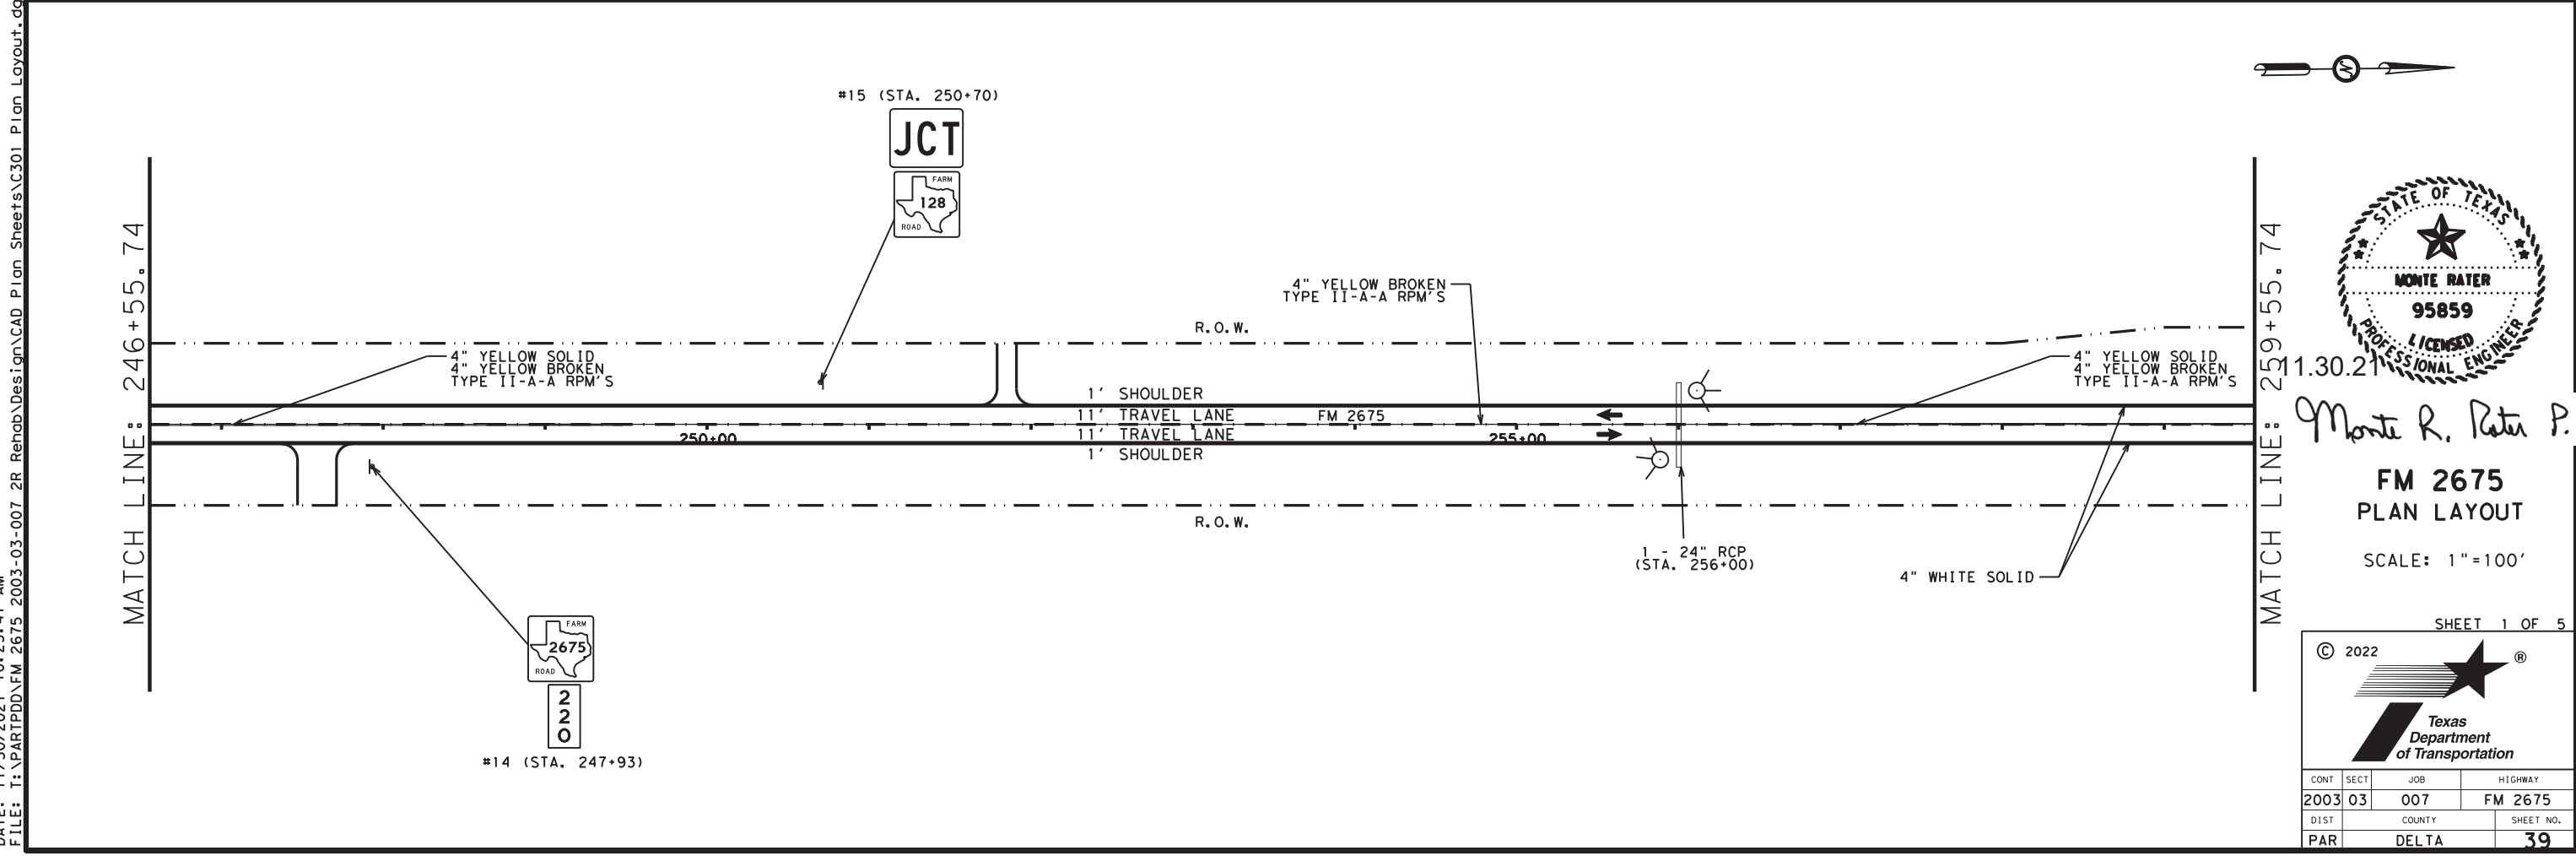 FILE: T:\PARTPDD\FM 2675 2003-03-007 2R Rehab\Design\CAD Plan Sheets\C301 Plan Layout.dg
#15 (STA. 250+70)
JCT
FARM
128
ROAD
MATCH LINE: 246+55.74
4" YELLOW SOLID
4" YELLOW BROKEN
TYPE II-A-A RPM'S
4" YELLOW BROKEN
TYPE II-A-A RPM'S
R.O.W.
4" YELLOW SOLID
4" YELLOW BROKEN
TYPE II-A-A RPM'S
1' SHOULDER
11' TRAVEL LANE
FM 2675
250+00
11' TRAVEL LANE
255+00
1' SHOULDER
R.O.W.
1 - 24" RCP
(STA. 256+00)
4" WHITE SOLID
FARM
2675
ROAD
2
2
0
#14 (STA. 247+93)
MATCH LINE: 259+55.74
STATE OF TEXAS
MONTE RATER
95859
LICENSED
PROFESSIONAL ENGINEER
11.30.21
Monte R. Rater P.
FM 2675
PLAN LAYOUT
SCALE: 1"=100'
SHEET 1 OF 5
© 2022
®
Texas
Department
of Transportation
CONT SECT JOB HIGHWAY
2003 03 007 FM 2675
DIST COUNTY SHEET NO.
PAR DELTA 39